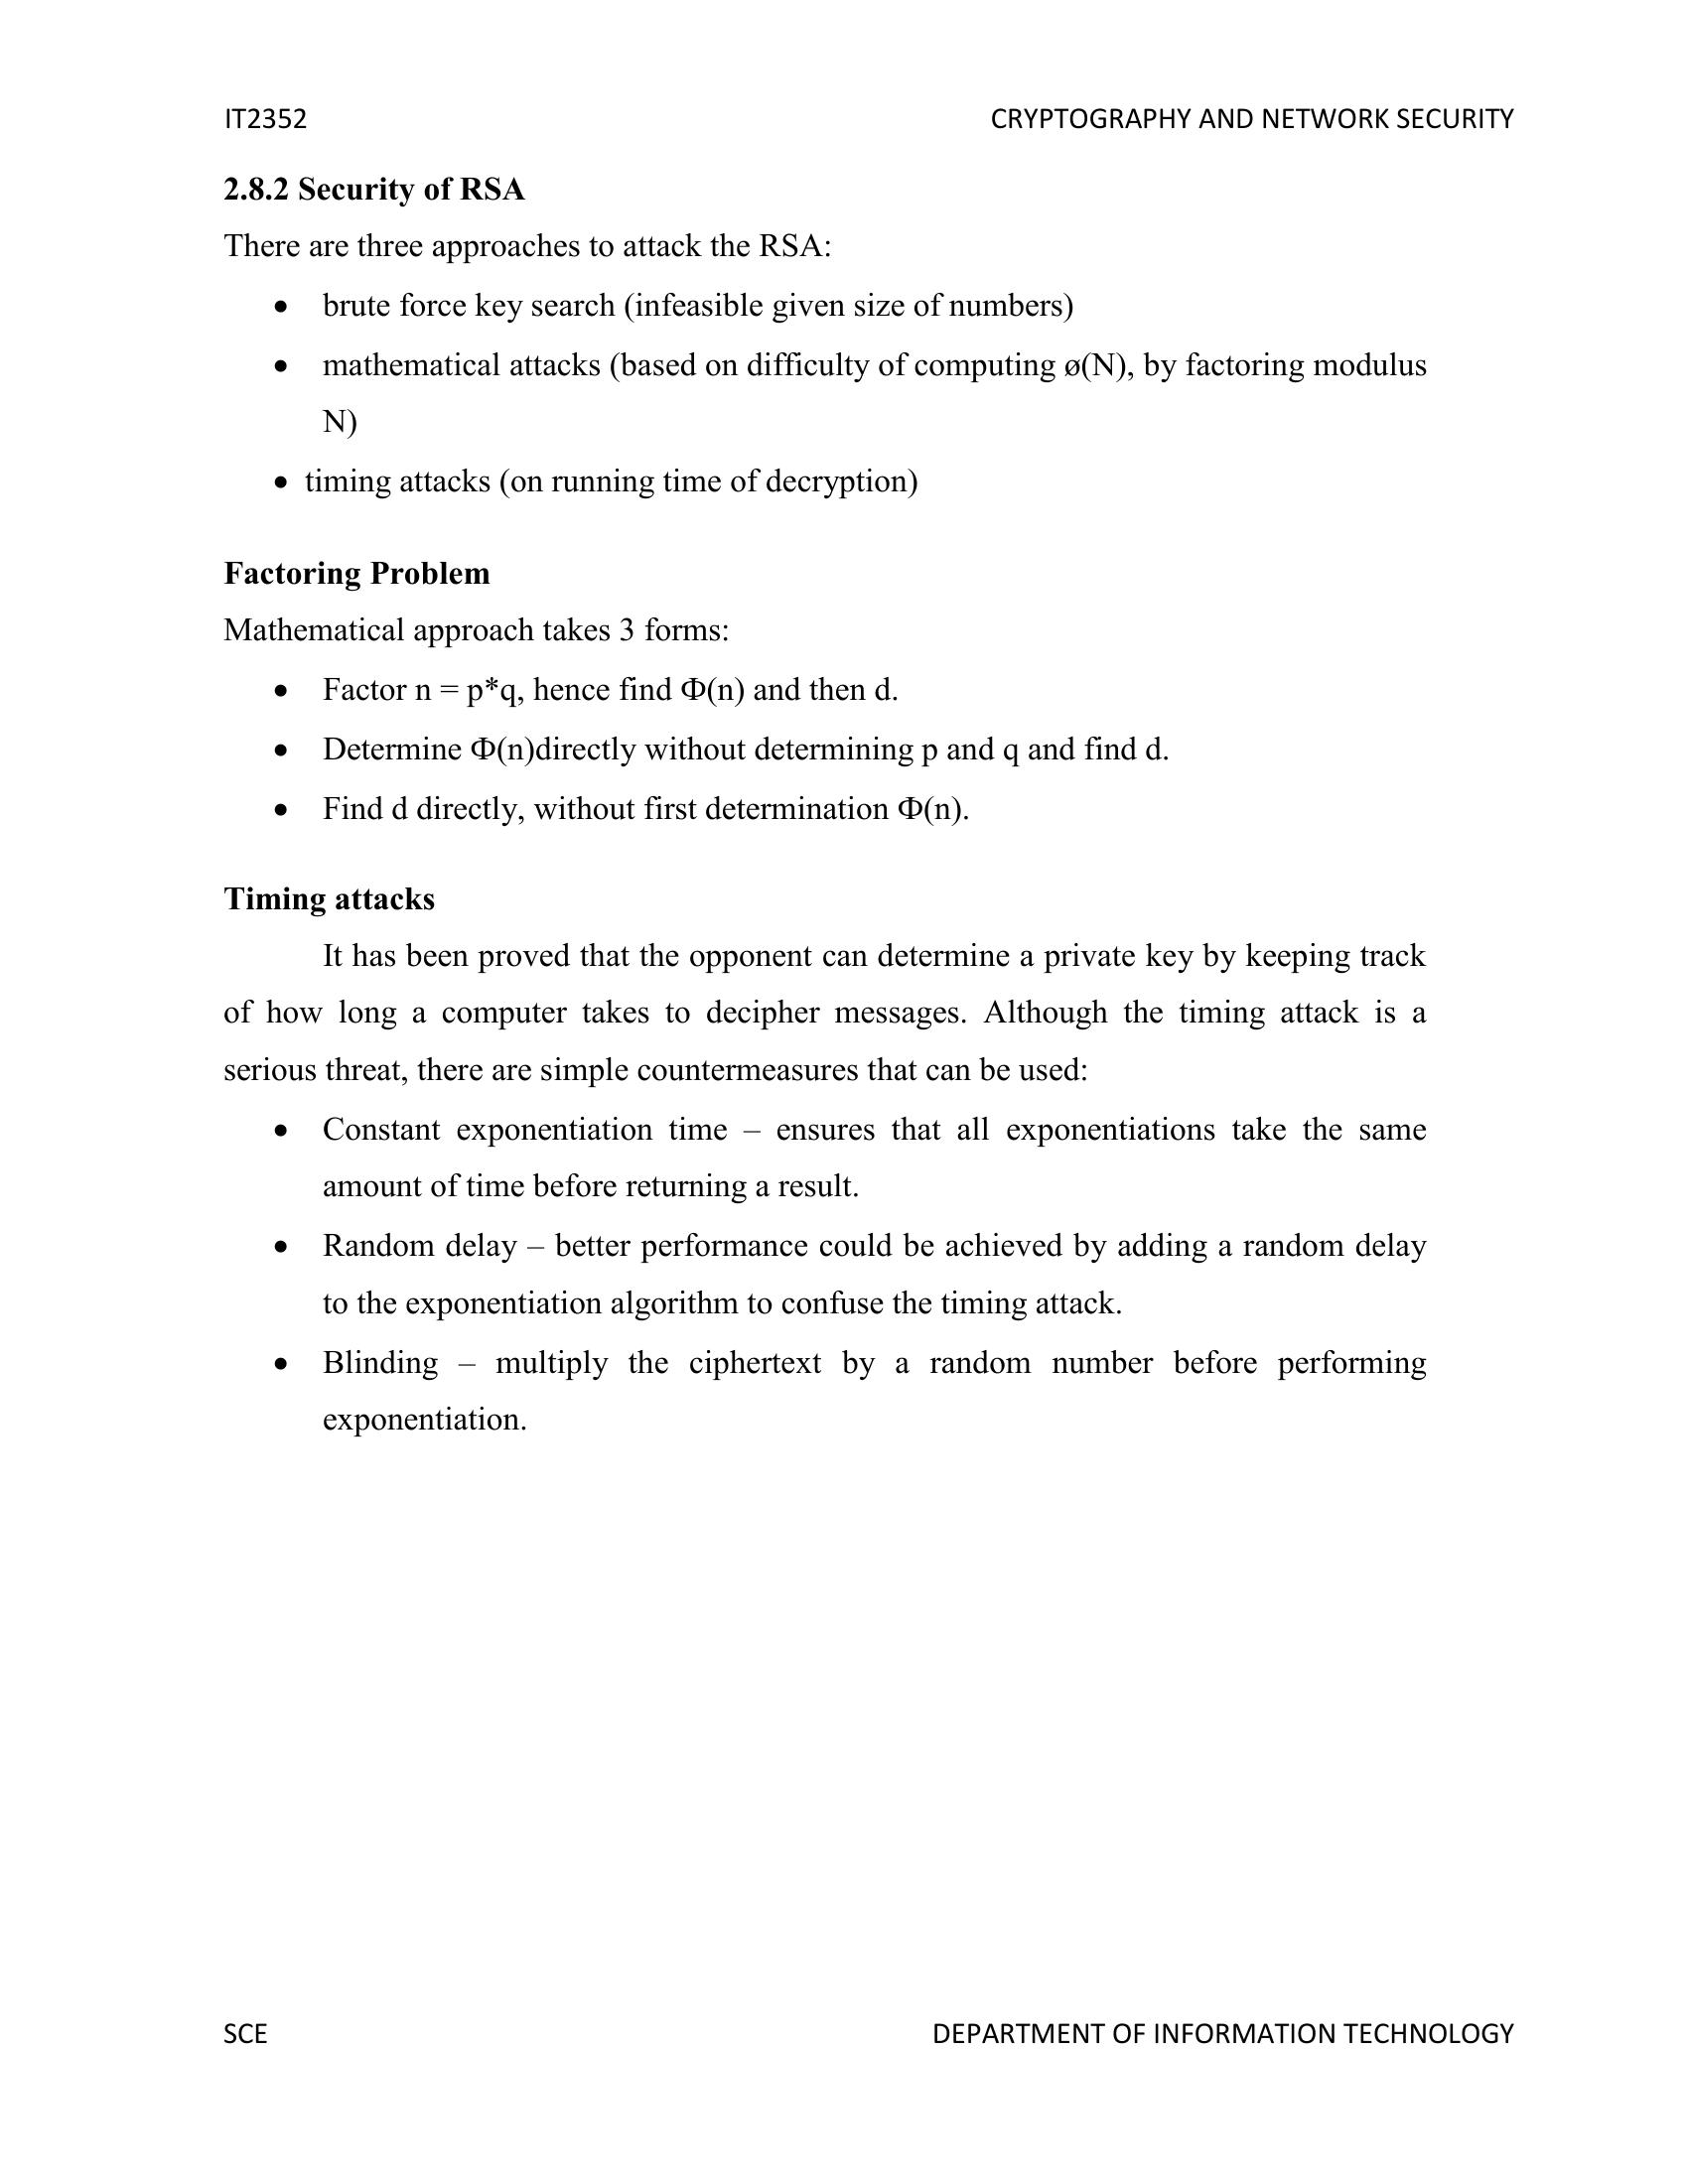 IT2352 CRYPTOGRAPHY AND NETWORK SECURITY
2.8.2 Security of RSA
There are three approaches to attack the RSA:
• brute force key search (infeasible given size of numbers)
• mathematical attacks (based on difficulty of computing ø(N), by factoring modulus
N)
• timing attacks (on running time of decryption)
Factoring Problem
Mathematical approach takes 3 forms:
• Factor n = p*q, hence find Φ(n) and then d.
• Determine Φ(n)directly without determining p and q and find d.
• Find d directly, without first determination Φ(n).
Timing attacks
It has been proved that the opponent can determine a private key by keeping track
of how long a computer takes to decipher messages. Although the timing attack is a
serious threat, there are simple countermeasures that can be used:
• Constant exponentiation time – ensures that all exponentiations take the same
amount of time before returning a result.
• Random delay – better performance could be achieved by adding a random delay
to the exponentiation algorithm to confuse the timing attack.
• Blinding – multiply the ciphertext by a random number before performing
exponentiation.
SCE DEPARTMENT OF INFORMATION TECHNOLOGY